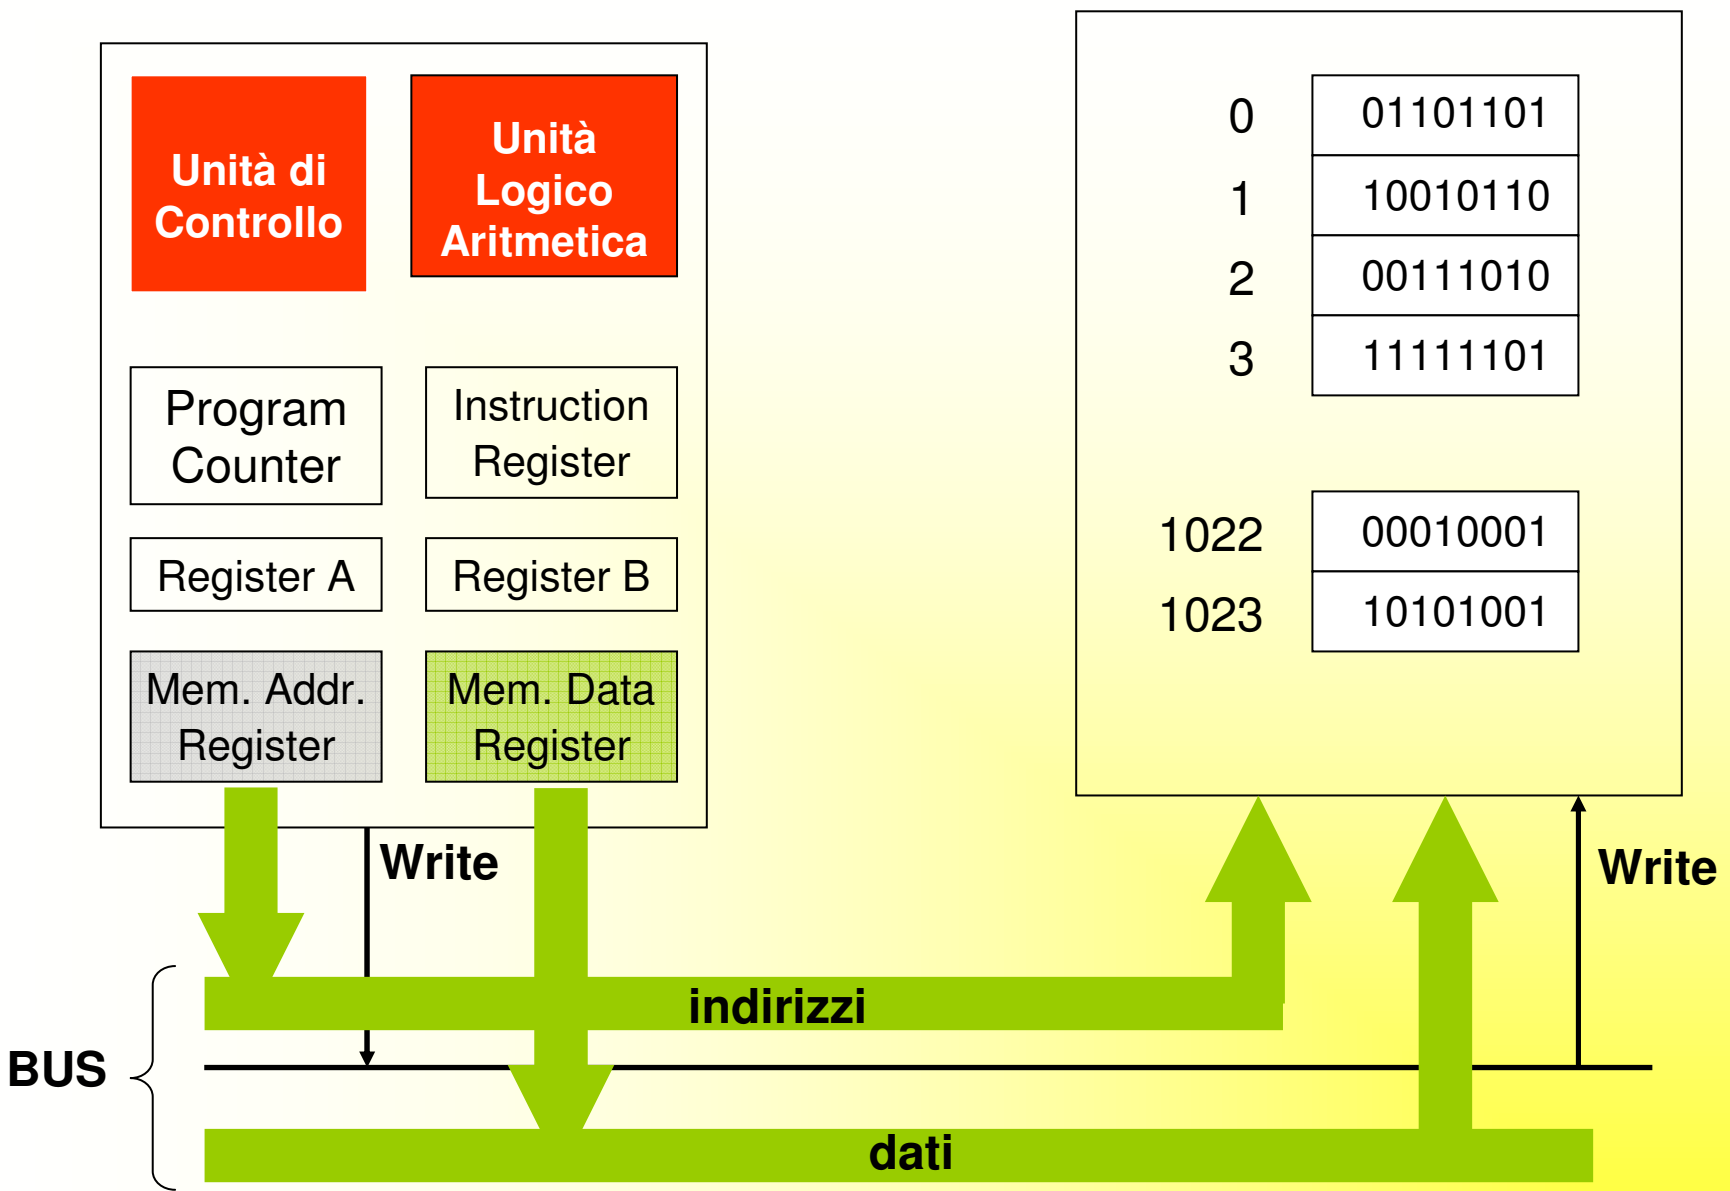 Unità di
Controllo
Unità
Logico
Aritmetica
Program
Counter
Instruction
Register
Register A
Register B
Mem. Addr.
Register
Mem. Data
Register
0 01101101
1 10010110
2 00111010
3 11111101
1022 00010001
1023 10101001
Write
Write
BUS
indirizzi
dati